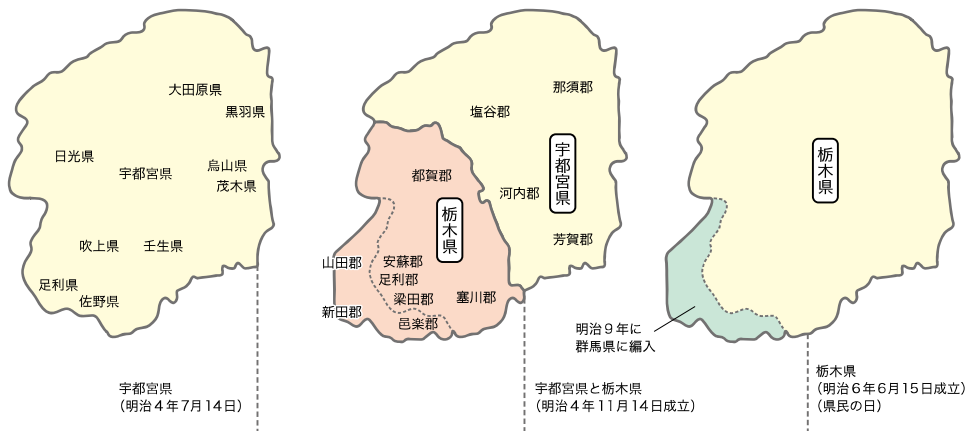 大田原県
黒羽県
日光県
宇都宮県
烏山県
茂木県
吹上県
壬生県
足利県
佐野県
宇都宮県
（明治４年7月14日）
那須郡
塩谷郡
宇都宮県
都賀郡
河内郡
栃木県
芳賀郡
山田郡
安蘇郡
足利郡
梁田郡
塞川郡
新田郡
邑楽郡
宇都宮県と栃木県
（明治４年11月14日成立）
栃木県
明治９年に
群馬県に編入
栃木県
（明治６年６月15日成立）
（県民の日）